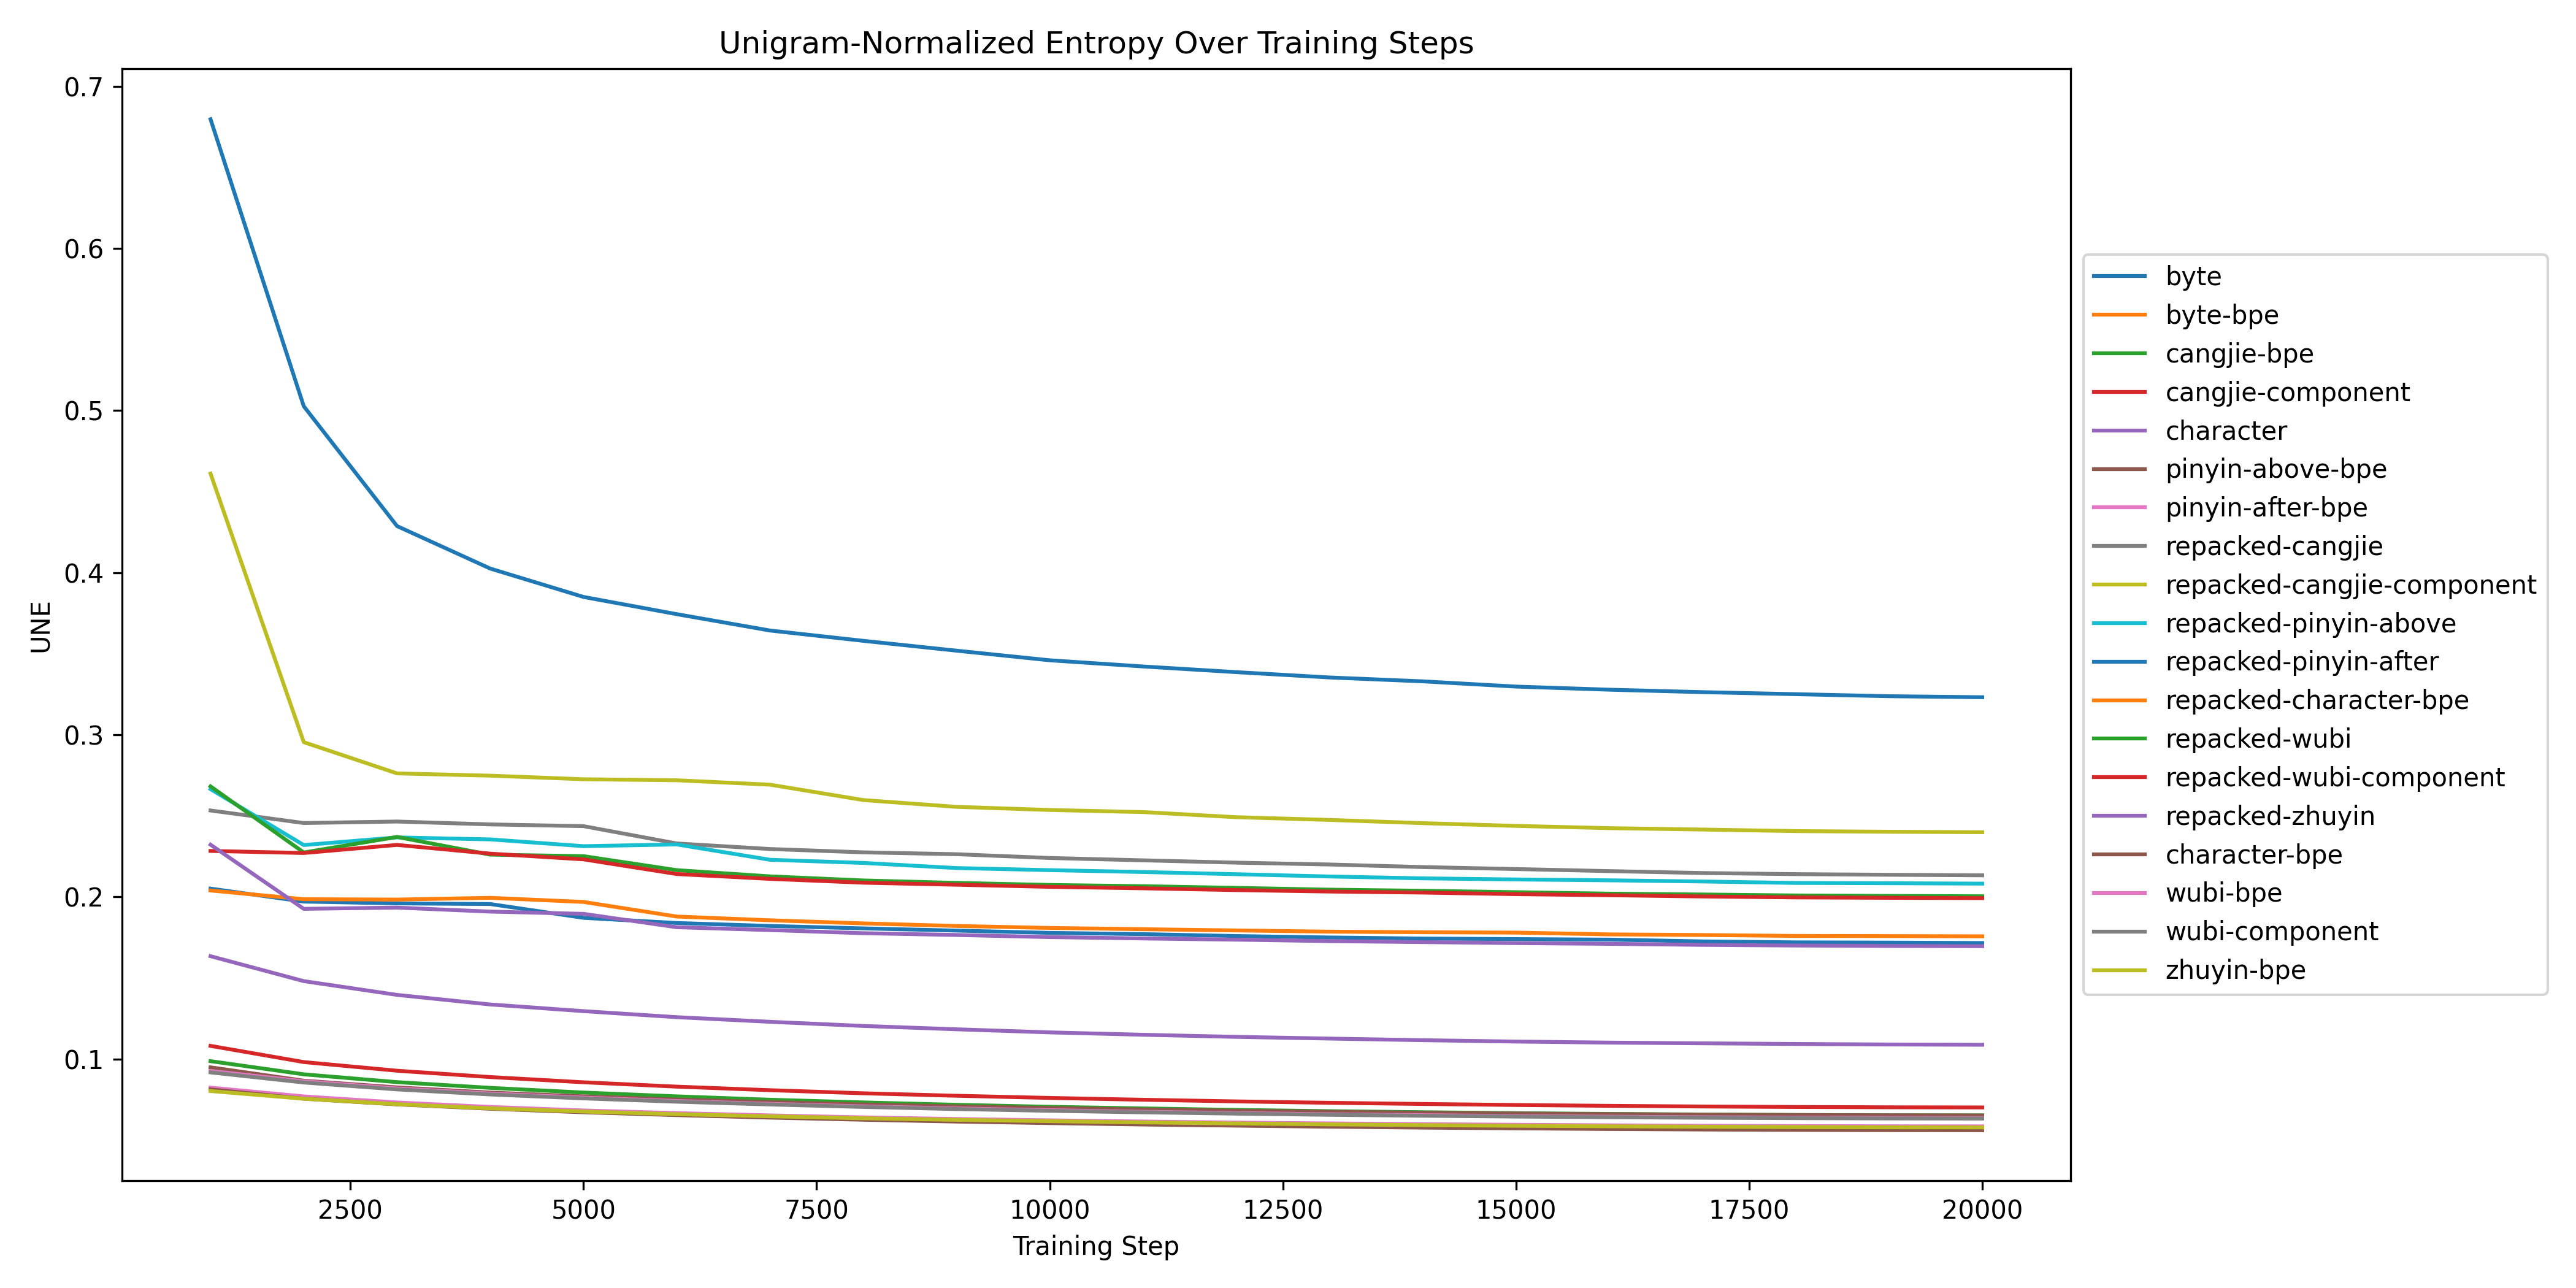 Unigram-Normalized Entropy Over Training Steps
0.7
0.6
0.5
0.4
0.3
0.2
0.1
UNE
2500 5000 7500 10000 12500 15000 17500 20000
Training Step
byte
byte-bpe
cangjie-bpe
cangjie-component
character
pinyin-above-bpe
pinyin-after-bpe
repacked-cangjie
repacked-cangjie-component
repacked-pinyin-above
repacked-pinyin-after
repacked-character-bpe
repacked-wubi
repacked-wubi-component
repacked-zhuyin
character-bpe
wubi-bpe
wubi-component
zhuyin-bpe